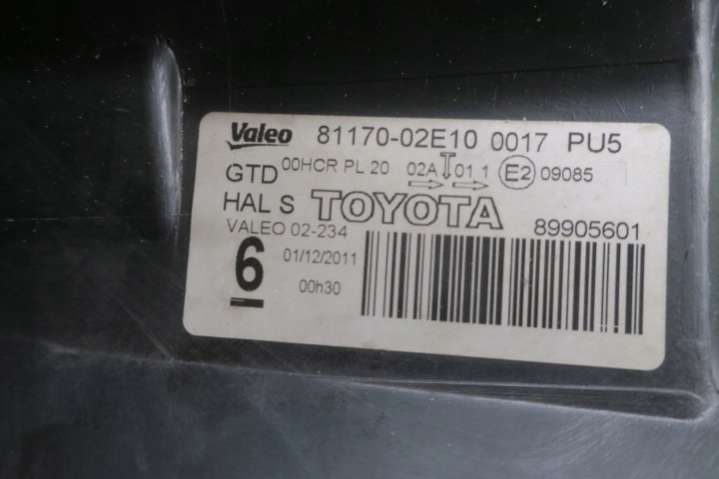 Valeo 81170-02E10 0017 PU5
GTD 00HCR PL 20 02A 01 1 E2 09085
HAL S TOYOTA 89905601
VALEO 02-234
6 01/12/2011
00h30